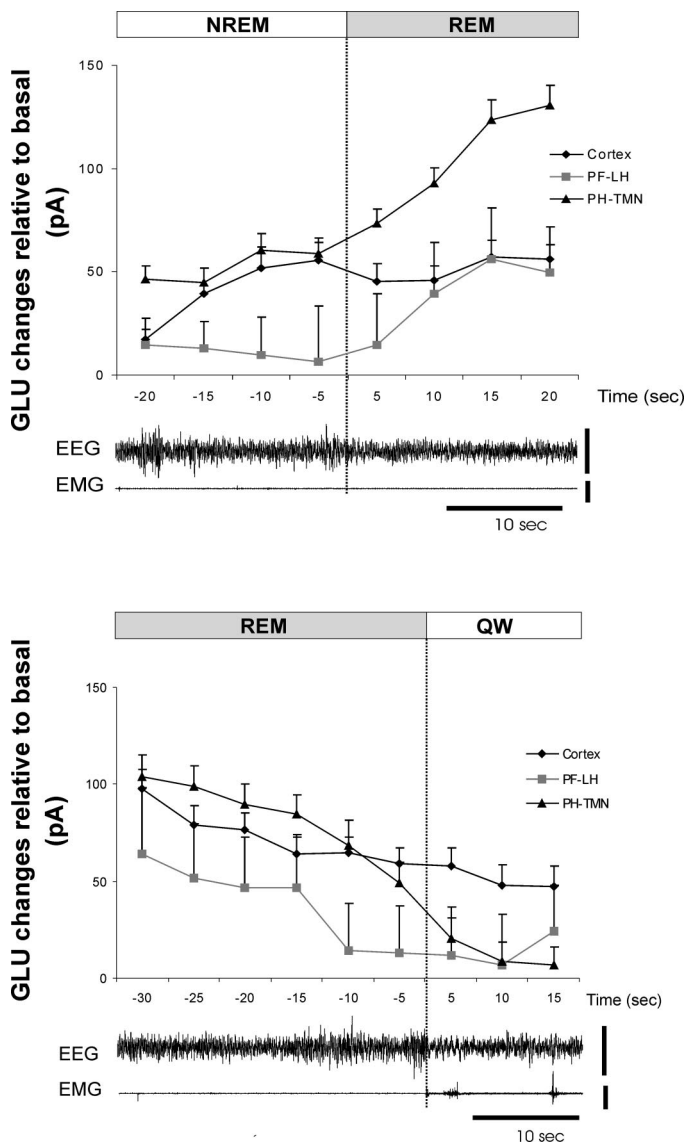 NREM REM
GLU changes relative to basal
(pA)
150
100
50
0
Cortex
PF-LH
PH-TMN
-20 -15 -10 -5 5 10 15 20 Time (sec)
EEG
EMG
10 sec
REM QW
GLU changes relative to basal
(pA)
150
100
50
0
Cortex
PF-LH
PH-TMN
-30 -25 -20 -15 -10 -5 5 10 15 Time (sec)
EEG
EMG
10 sec